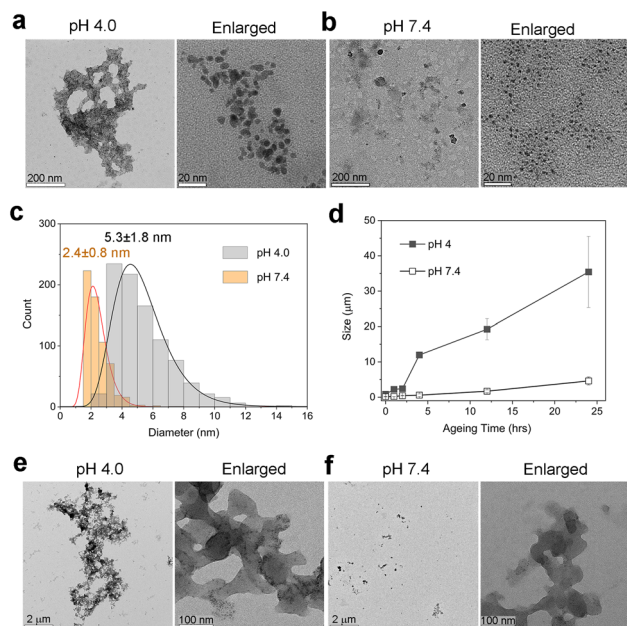 a
pH 4.0
Enlarged
200 nm
20 nm
b
pH 7.4
Enlarged
200 nm
20 nm
c
300
200
100
0
Count
5.3±1.8 nm
2.4±0.8 nm
pH 4.0
pH 7.4
0 2 4 6 8 10 12 14 16
Diameter (nm)
d
50
40
30
20
10
0
Size (μm)
pH 4
pH 7.4
0 5 10 15 20 25
Ageing Time (hrs)
e
pH 4.0
Enlarged
2 μm
100 nm
f
pH 7.4
Enlarged
2 μm
100 nm